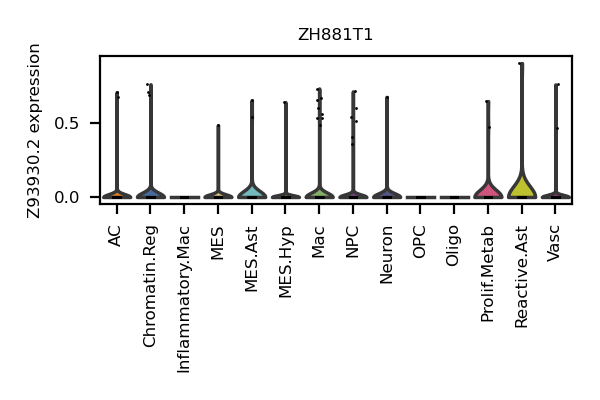 ZH881T1
Z93930.2 expression
0.5
0.0
AC
Chromatin.Reg
Inflammatory.Mac
MES
MES.Ast
MES.Hyp
Mac
NPC
Neuron
OPC
Oligo
Prolif.Metab
Reactive.Ast
Vasc